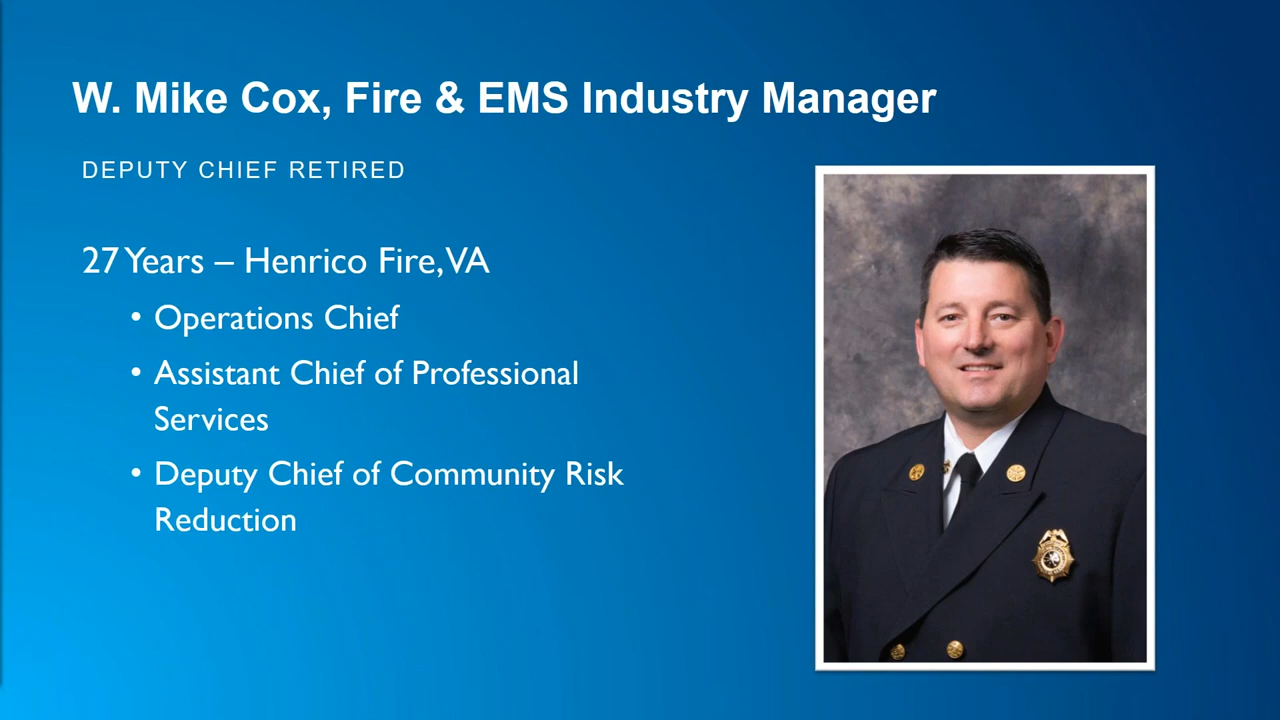 W. Mike Cox, Fire & EMS Industry Manager
DEPUTY CHIEF RETIRED
27 Years – Henrico Fire, VA
• Operations Chief
• Assistant Chief of Professional
Services
• Deputy Chief of Community Risk
Reduction